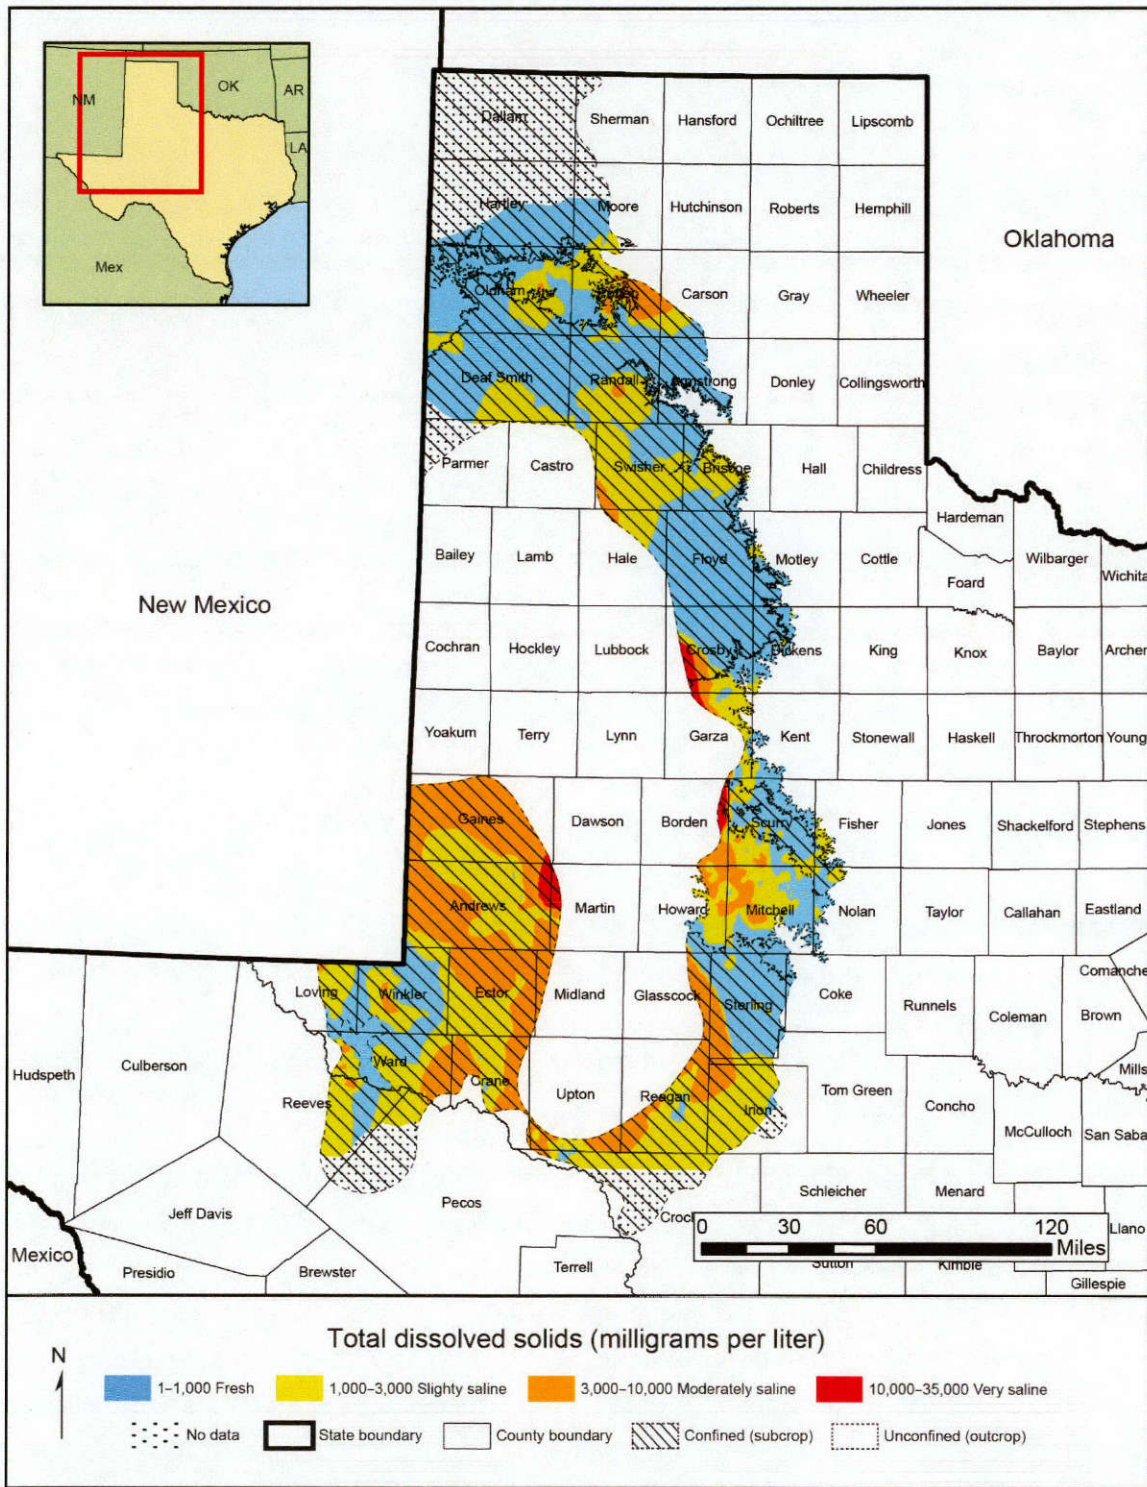 NM
OK
AR
LA
Mex
Dallam
Sherman
Hansford
Ochiltree
Lipscomb
Hartley
Moore
Hutchinson
Roberts
Hemphill
Oklahoma
Oldham
Potter
Carson
Gray
Wheeler
Deaf Smith
Randall
Armstrong
Donley
Collingsworth
Parmer
Castro
Swisher
Briscoe
Hall
Childress
Hardeman
Bailey
Lamb
Hale
Floyd
Motley
Cottle
Foard
Wilbarger
Wichita
New Mexico
Cochran
Hockley
Lubbock
Crosby
Dickens
King
Knox
Baylor
Archer
Yoakum
Terry
Lynn
Garza
Kent
Stonewall
Haskell
Throckmorton
Young
Gaines
Dawson
Borden
Scurry
Fisher
Jones
Shackelford
Stephens
Andrews
Martin
Howard
Mitchell
Nolan
Taylor
Callahan
Eastland
Loving
Winkler
Ector
Midland
Glasscock
Sterling
Coke
Runnels
Coleman
Comanche
Brown
Hudspeth
Culberson
Ward
Mills
Reeves
Crane
Upton
Reagan
Irion
Tom Green
Concho
McCulloch
San Saba
Jeff Davis
Pecos
Schleicher
Menard
Croc
Mexico
Presidio
Brewster
Terrell
Sutton
Kimble
Llano
Gillespie
0 30 60 120
Miles
Total dissolved solids (milligrams per liter)
N
1–1,000 Fresh
1,000–3,000 Slighty saline
3,000–10,000 Moderately saline
10,000–35,000 Very saline
No data
State boundary
County boundary
Confined (subcrop)
Unconfined (outcrop)